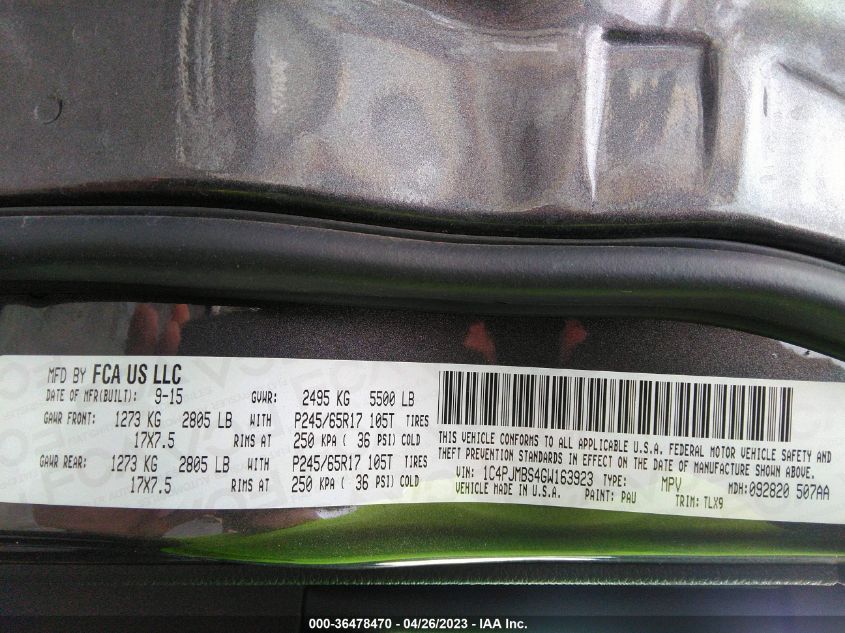 MFD BY FCA US LLC
DATE OF MFR(BUILT): 9-15 GVWR: 2495 KG 5500 LB
GAWR FRONT: 1273 KG 2805 LB WITH P245/65R17 105T TIRES
17X7.5 RIMS AT 250 KPA ( 36 PSI) COLD
GAWR REAR: 1273 KG 2805 LB WITH P245/65R17 105T TIRES
17X7.5 RIMS AT 250 KPA ( 36 PSI) COLD
THIS VEHICLE CONFORMS TO ALL APPLICABLE U.S.A. FEDERAL MOTOR VEHICLE SAFETY AND
THEFT PREVENTION STANDARDS IN EFFECT ON THE DATE OF MANUFACTURE SHOWN ABOVE.
VIN: 1C4PJMBS4GW163923 TYPE: MPV MDH: 092820 507AA
VEHICLE MADE IN U.S.A. PAINT: PAU TRIM: TLX9
000-36478470 - 04/26/2023 - IAA Inc.